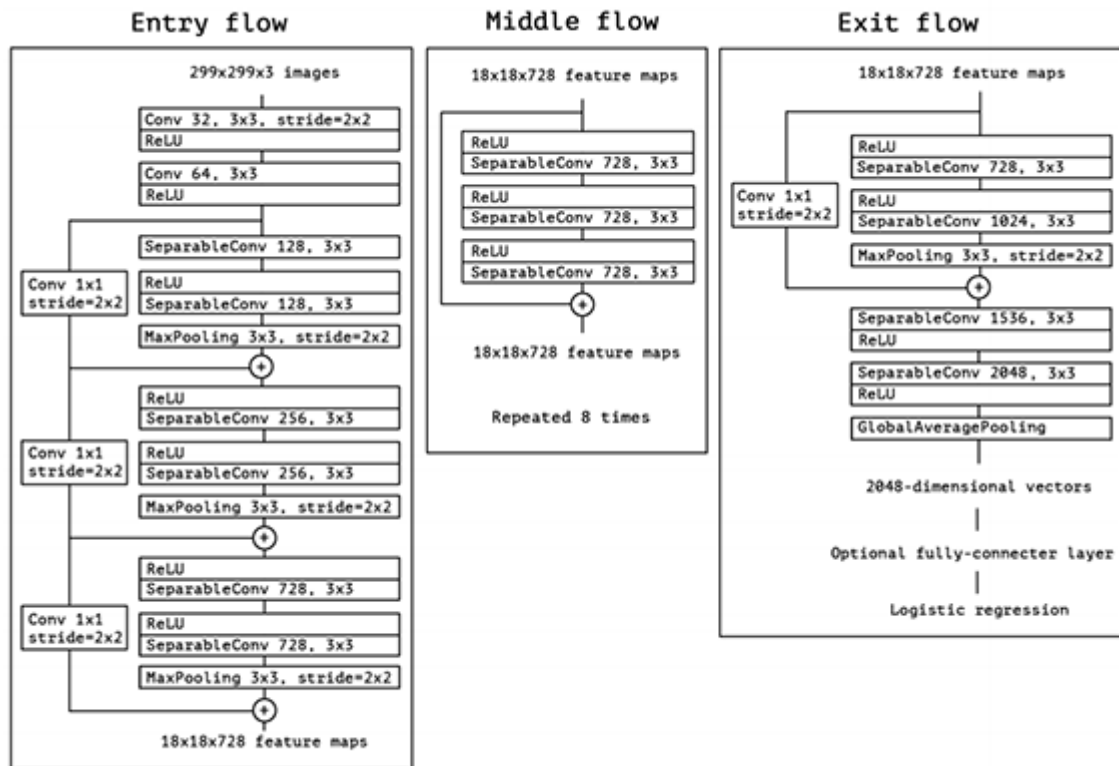 Entry flow
299x299x3 images
Conv 32, 3x3, stride=2x2
ReLU
Conv 64, 3x3
ReLU
SeparableConv 128, 3x3
Conv 1x1
stride=2x2
ReLU
SeparableConv 128, 3x3
MaxPooling 3x3, stride=2x2
+
ReLU
SeparableConv 256, 3x3
Conv 1x1
stride=2x2
ReLU
SeparableConv 256, 3x3
MaxPooling 3x3, stride=2x2
+
ReLU
SeparableConv 728, 3x3
Conv 1x1
stride=2x2
ReLU
SeparableConv 728, 3x3
MaxPooling 3x3, stride=2x2
+
18x18x728 feature maps
Middle flow
18x18x728 feature maps
ReLU
SeparableConv 728, 3x3
ReLU
SeparableConv 728, 3x3
ReLU
SeparableConv 728, 3x3
+
18x18x728 feature maps
Repeated 8 times
Exit flow
18x18x728 feature maps
ReLU
SeparableConv 728, 3x3
Conv 1x1
stride=2x2
ReLU
SeparableConv 1024, 3x3
MaxPooling 3x3, stride=2x2
+
SeparableConv 1536, 3x3
ReLU
SeparableConv 2048, 3x3
ReLU
GlobalAveragePooling
2048-dimensional vectors
Optional fully-connecter layer
Logistic regression